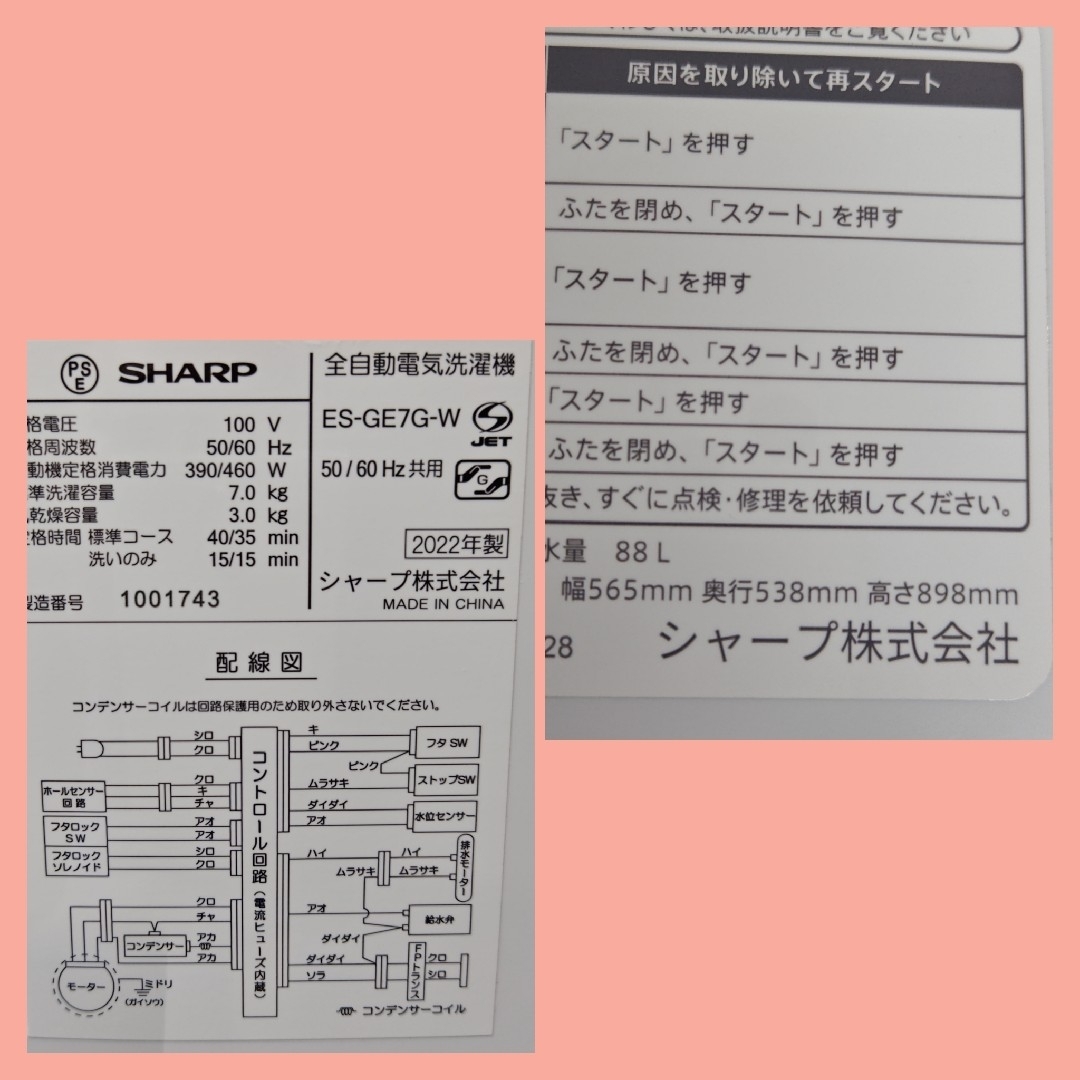 くは、取扱説明書をご覧ください
原因を取り除いて再スタート
「スタート」を押す
ふたを閉め、「スタート」を押す
「スタート」を押す
ふたを閉め、「スタート」を押す
「スタート」を押す
ふたを閉め、「スタート」を押す
抜き、すぐに点検・修理を依頼してください。
水量 88 L
幅565mm 奥行538mm 高さ898mm
28 シャープ株式会社
PSE SHARP
格電圧 100 V
格周波数 50/60 Hz
動機定格消費電力 390/460 W
準洗濯容量 7.0 kg
乾燥容量 3.0 kg
格時間 標準コース 40/35 min
洗いのみ 15/15 min
製造番号 1001743
全自動電気洗濯機
ES-GE7G-W JET
50/60Hz共用 G
2022年製
シャープ株式会社
MADE IN CHINA
配線図
コンデンサーコイルは回路保護用のため取り外さないでください。
シロ
クロ
ホールセンサー
回路
クロ
キ
チャ
フタロック
SW
アオ
アオ
フタロック
ソレノイド
シロ
クロ
クロ
チャ
コンデンサー
アカ
アカ
モーター
ミドリ
(ガイソウ)
コントロール回路(電流ヒューズ内蔵)
キ
ピンク
フタSW
ピンク
ムラサキ
ストップSW
ダイダイ
アオ
水位センサー
ハイ
ハイ
ムラサキ
ムラサキ
排水モーター
アオ
給水弁
ダイダイ
ダイダイ
ソラ
FPトランス
クロ
シロ
コンデンサーコイル